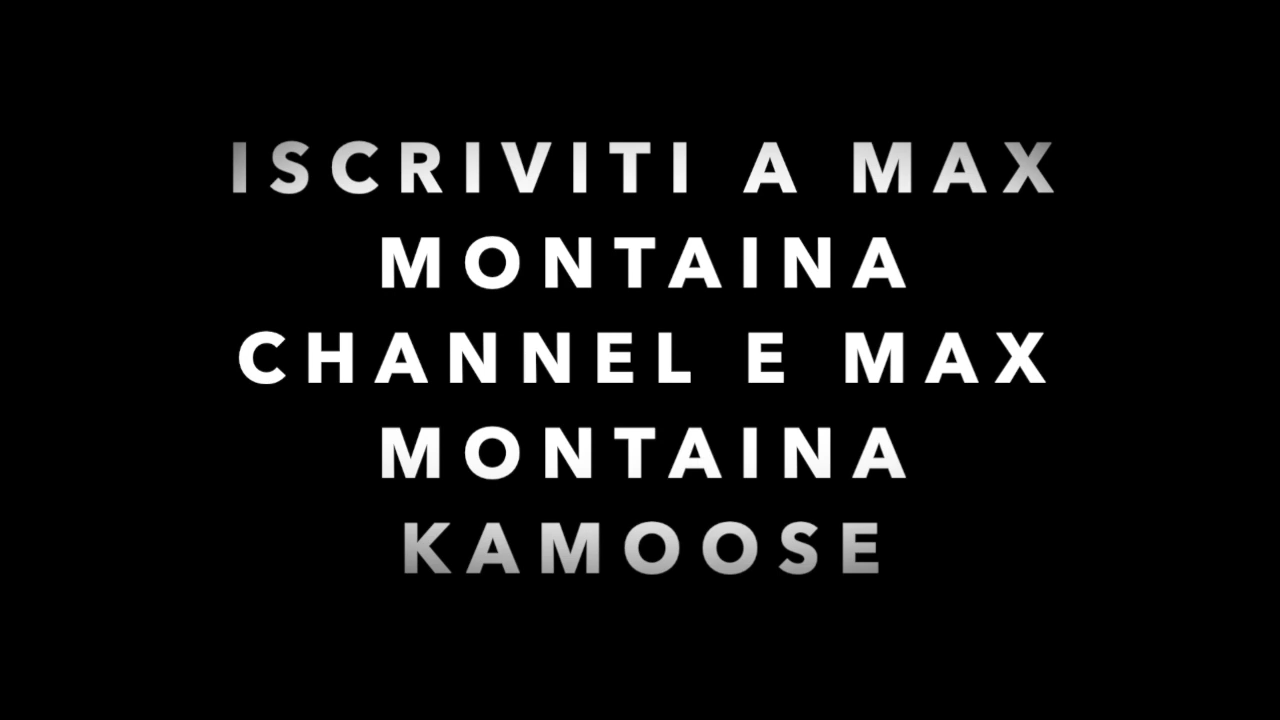 ISCRIVITI A MAX
MONTAINA
CHANNEL E MAX
MONTAINA
KAMOOSE